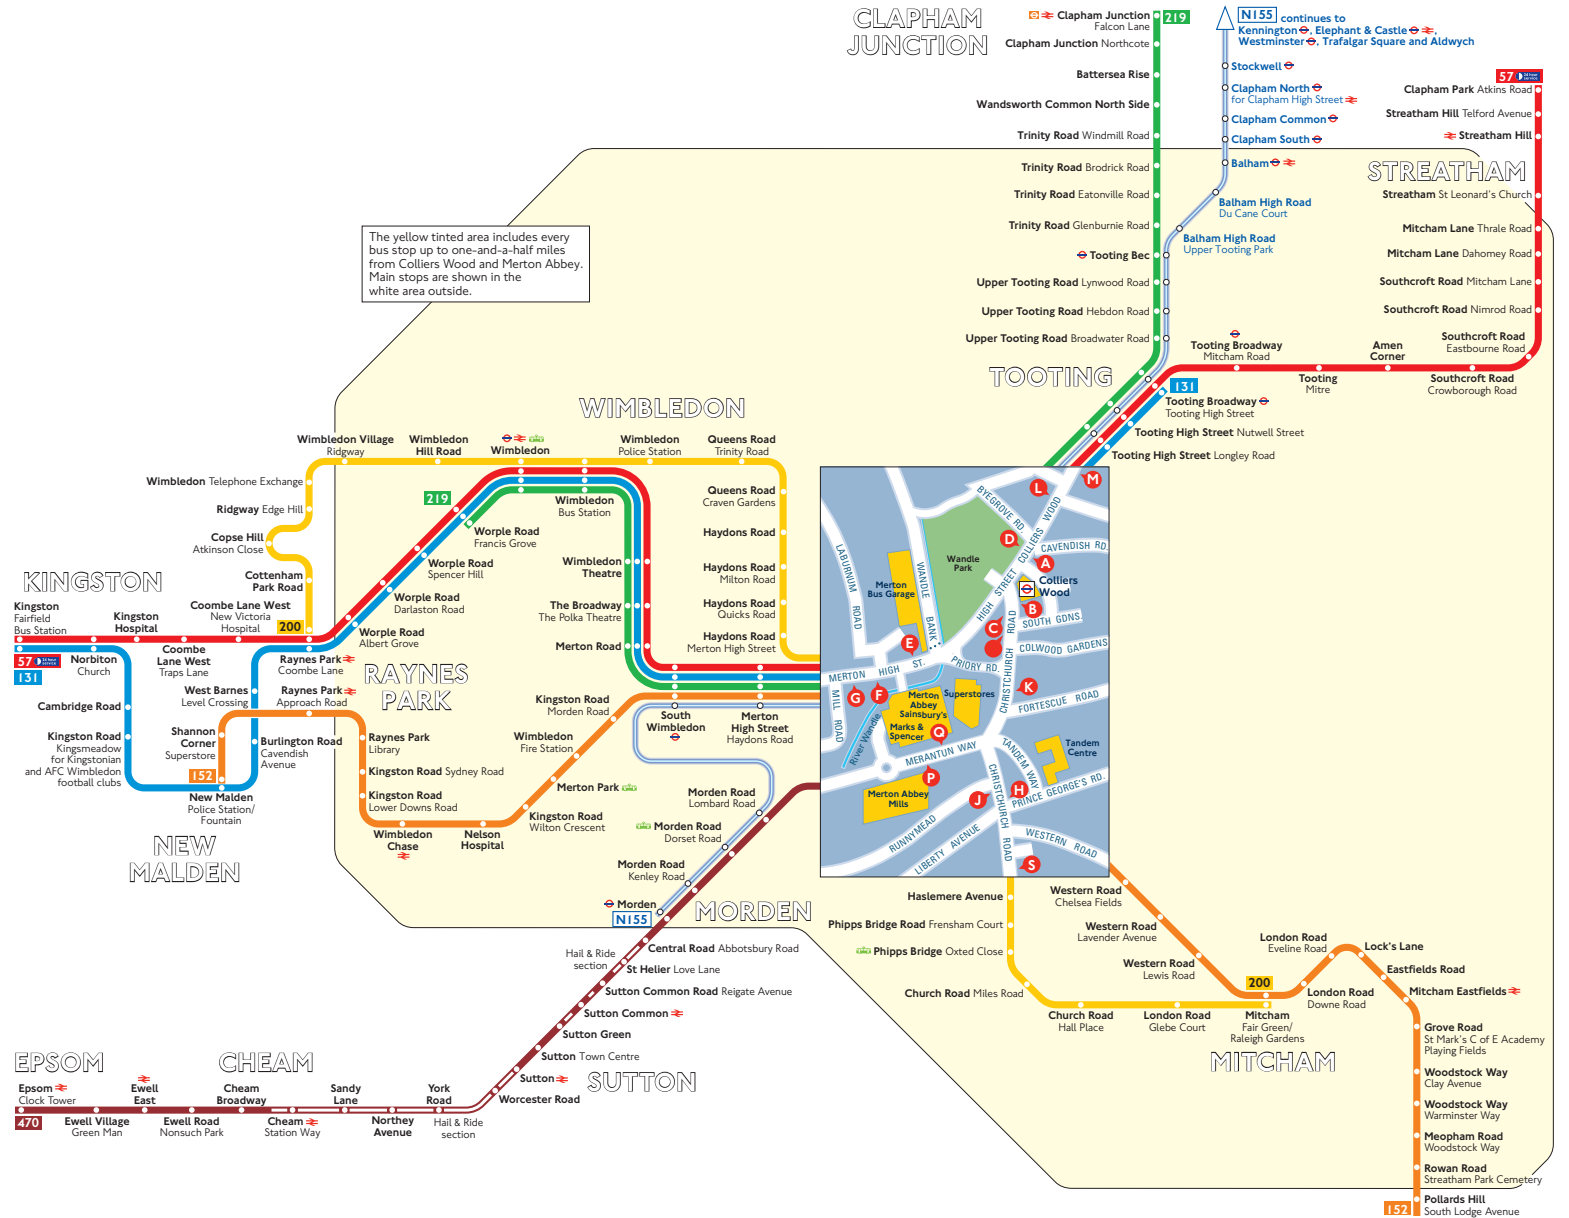 CLAPHAM
JUNCTION
Clapham Junction
Falcon Lane
219
Clapham Junction Northcote
Battersea Rise
Wandsworth Common North Side
Trinity Road Windmill Road
Trinity Road Brodrick Road
Trinity Road Eatonville Road
Trinity Road Glenburnie Road
Tooting Bec
Upper Tooting Road Lynwood Road
Upper Tooting Road Hebdon Road
Upper Tooting Road Broadwater Road
N155 continues to
Kennington, Elephant & Castle,
Westminster, Trafalgar Square and Aldwych
Stockwell
Clapham North
for Clapham High Street
Clapham Common
Clapham South
Balham
Balham High Road
Du Cane Court
Balham High Road
Upper Tooting Park
57 24 hour service
Clapham Park Atkins Road
Streatham Hill Telford Avenue
Streatham Hill
STREATHAM
Streatham St Leonard's Church
Mitcham Lane Thrale Road
Mitcham Lane Dahomey Road
Southcroft Road Mitcham Lane
Southcroft Road Nimrod Road
Southcroft Road
Eastbourne Road
Southcroft Road
Crowborough Road
Amen
Corner
Tooting
Mitre
Tooting Broadway
Mitcham Road
TOOTING
131
Tooting Broadway
Tooting High Street
Tooting High Street Nutwell Street
Tooting High Street Longley Road
The yellow tinted area includes every
bus stop up to one-and-a-half miles
from Colliers Wood and Merton Abbey.
Main stops are shown in the
white area outside.
WIMBLEDON
Wimbledon Village
Ridgway
Wimbledon
Hill Road
Wimbledon
Wimbledon
Police Station
Queens Road
Trinity Road
Wimbledon Telephone Exchange
Ridgway Edge Hill
Copse Hill
Atkinson Close
Cottenham
Park Road
219
Wimbledon
Bus Station
Queens Road
Craven Gardens
Haydons Road
Haydons Road
Milton Road
Haydons Road
Quicks Road
Haydons Road
Merton High Street
Worple Road
Francis Grove
Worple Road
Spencer Hill
Worple Road
Darlaston Road
Worple Road
Albert Grove
Wimbledon
Theatre
The Broadway
The Polka Theatre
Merton Road
KINGSTON
Kingston
Fairfield
Bus Station
Kingston
Hospital
Coombe Lane West
New Victoria
Hospital
200
57 24 hour service
131
Norbiton
Church
Coombe
Lane West
Traps Lane
Raynes Park
Coombe Lane
West Barnes
Level Crossing
Raynes Park
Approach Road
RAYNES
PARK
Cambridge Road
Kingston Road
Kingsmeadow
for Kingstonian
and AFC Wimbledon
football clubs
Shannon
Corner
Superstore
152
Burlington Road
Cavendish
Avenue
New Malden
Police Station/
Fountain
NEW
MALDEN
Raynes Park
Library
Kingston Road Sydney Road
Kingston Road
Lower Downs Road
Wimbledon
Chase
Nelson
Hospital
Kingston Road
Wilton Crescent
Merton Park
Wimbledon
Fire Station
Kingston Road
Morden Road
South
Wimbledon
Merton
High Street
Haydons Road
Morden Road
Lombard Road
Morden Road
Dorset Road
Morden Road
Kenley Road
Morden
N155
MORDEN
Hail & Ride
section
Central Road Abbotsbury Road
St Helier Love Lane
Sutton Common Road Reigate Avenue
Sutton Common
Sutton Green
Sutton Town Centre
Sutton
SUTTON
Worcester Road
EPSOM
CHEAM
Epsom
Clock Tower
470
Ewell Village
Green Man
Ewell
East
Ewell Road
Nonsuch Park
Cheam
Broadway
Cheam
Station Way
Sandy
Lane
Northey
Avenue
York
Road
Hail & Ride
section
BYEGROVE RD.
L
M
LABURNUM ROAD
WANDLE BANK
Wandle
Park
D
HIGH STREET COLLIERS WOOD
CAVENDISH RD.
A
Merton
Bus Garage
Colliers
Wood
B
SOUTH GDNS.
C
E
COLWOOD GARDENS
MERTON HIGH ST.
PRIORY RD.
CHRISTCHURCH ROAD
K
MILL ROAD
G
F
Merton
Abbey
Sainsbury's
Superstores
FORTESCUE ROAD
Marks &
Spencer
Q
River Wandle
MERANTUN WAY
TANDEM WAY
Tandem
Centre
P
H
J
PRINCE GEORGE'S RD.
Merton Abbey
Mills
CHRISTCHURCH ROAD
RUNNYMEAD
LIBERTY AVENUE
WESTERN ROAD
S
Haslemere Avenue
Phipps Bridge Road Frensham Court
Phipps Bridge Oxted Close
Church Road Miles Road
Church Road
Hall Place
London Road
Glebe Court
200
Mitcham
Fair Green/
Raleigh Gardens
MITCHAM
Western Road
Chelsea Fields
Western Road
Lavender Avenue
Western Road
Lewis Road
London Road
Eveline Road
London Road
Downe Road
Lock's Lane
Eastfields Road
Mitcham Eastfields
Grove Road
St Mark's C of E Academy
Playing Fields
Woodstock Way
Clay Avenue
Woodstock Way
Warminster Way
Meopham Road
Woodstock Way
Rowan Road
Streatham Park Cemetery
152
Pollards Hill
South Lodge Avenue